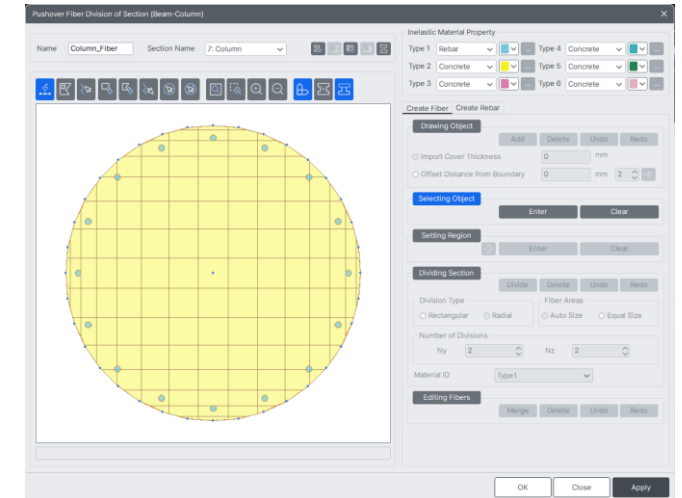 Pushover Fiber Division of Section (Beam-Column)
Name Column_Fiber Section Name 7: Column
Inelastic Material Property
Type 1 Rebar ... Type 4 Concrete ...
Type 2 Concrete ... Type 5 Concrete ...
Type 3 Concrete ... Type 6 Concrete ...
Create Fiber Create Rebar
Drawing Object
Add Delete Undo Redo
Import Cover Thickness 0 mm
Offset Distance from Boundary 0 mm 2
Selecting Object
Enter Clear
Setting Region
Enter Clear
Dividing Section
Divide Delete Undo Redo
Division Type Fiber Areas
Rectangular Radial Auto Size Equal Size
Number of Divisions
Ny 2 Nz 2
Material ID Type1
Editing Fibers
Merge Delete Undo Redo
OK Close Apply